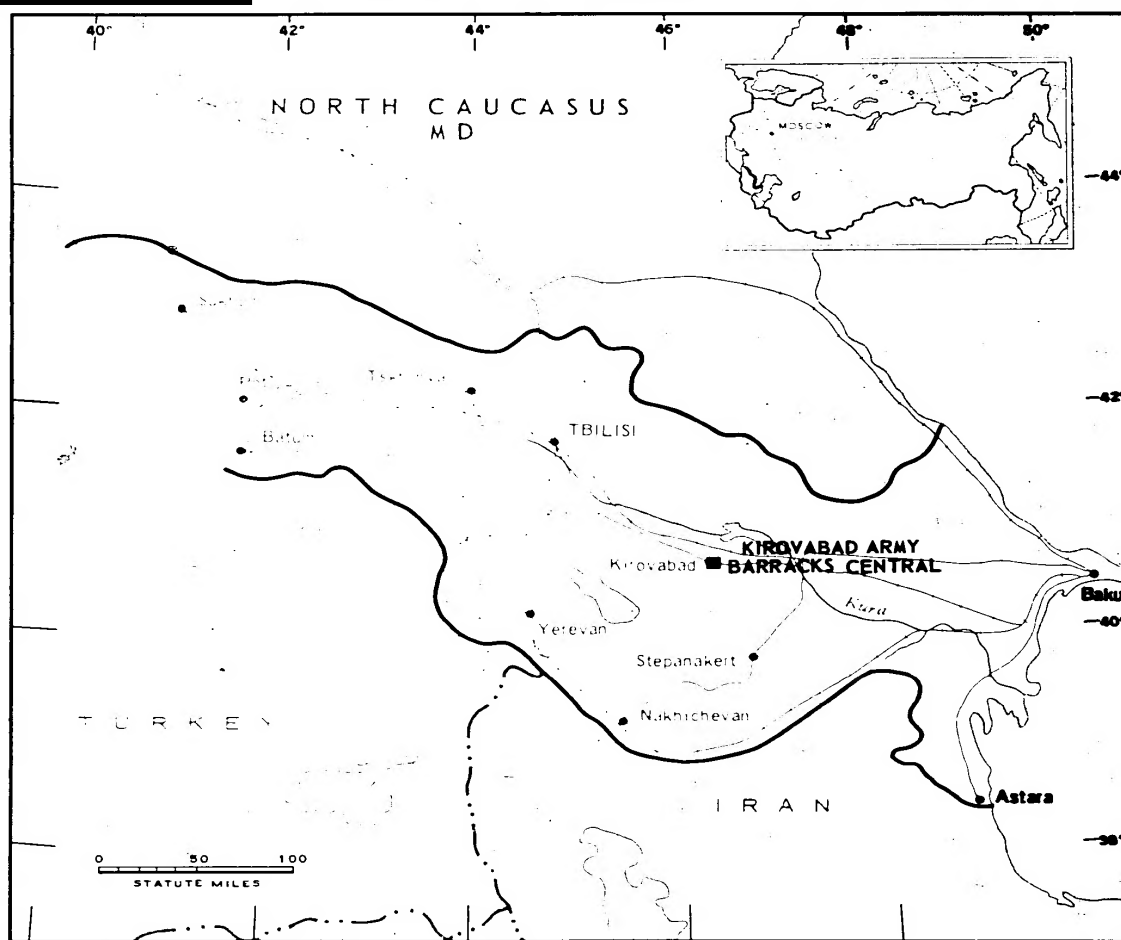 40° 42° 44° 46° 48° 50°
NORTH CAUCASUS
MD
MOSCOW
44°
42°
Batumi
TBILISI
KIROVABAD ARMY
BARRACKS CENTRAL
Kirovabad
Baku
Kura
40°
Yerevan
Stepanakert
Nakhichevan
TURKEY
Astara
IRAN
38°
0 50 100
STATUTE MILES